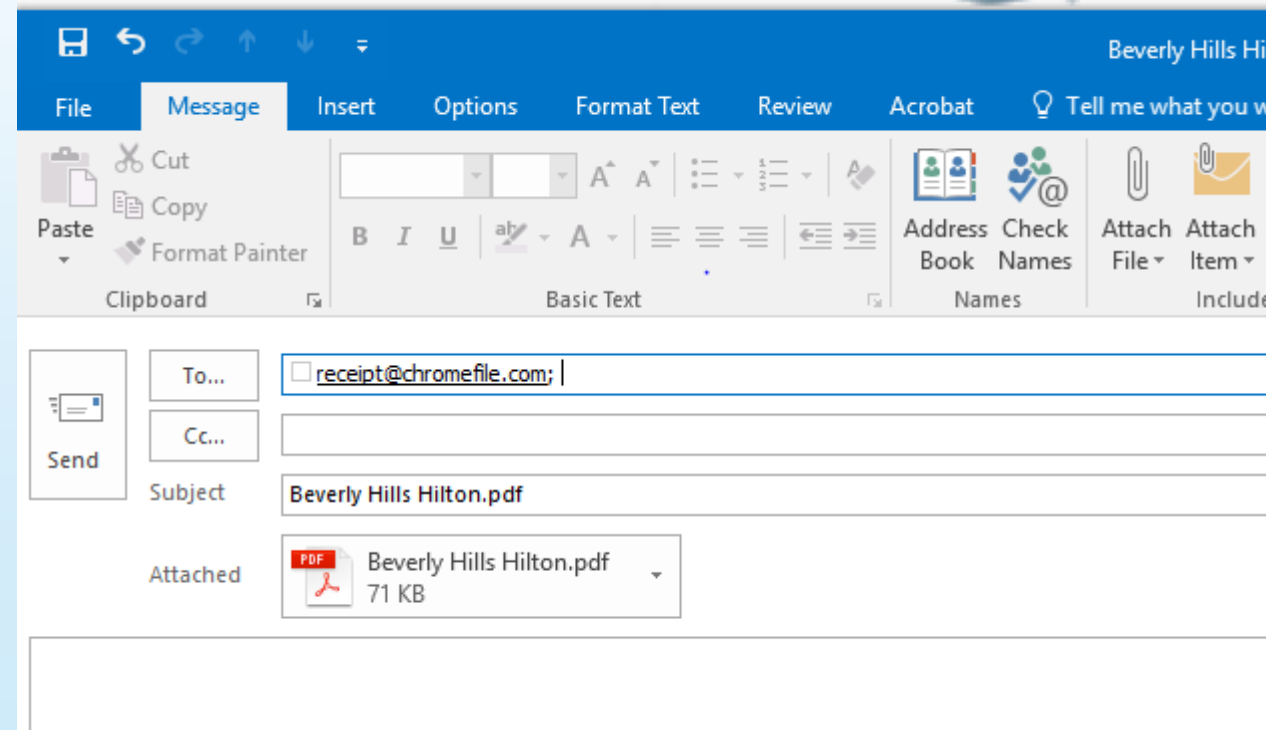 Beverly Hills Hi
File Message Insert Options Format Text Review Acrobat Tell me what you w
Cut
Copy
Paste
Format Painter
B I U ab A
Address Book
Check Names
Attach File
Attach Item
Clipboard Basic Text Names Include
To... receipt@chromefile.com;
Cc...
Send
Subject Beverly Hills Hilton.pdf
Attached PDF Beverly Hills Hilton.pdf
71 KB